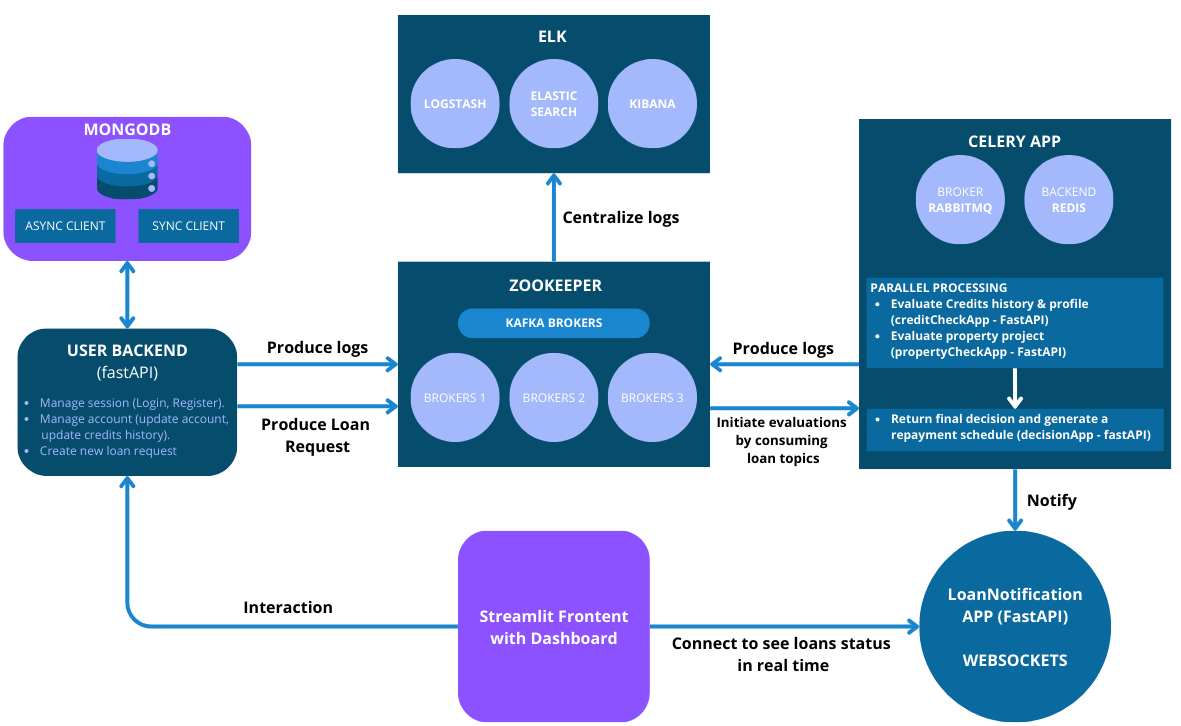 ELK
LOGSTASH
ELASTIC
SEARCH
KIBANA
MONGODB
ASYNC CLIENT
SYNC CLIENT
Centralize logs
CELERY APP
BROKER
RABBITMQ
BACKEND
REDIS
PARALLEL PROCESSING
• Evaluate Credits history & profile
(creditCheckApp - FastAPI)
• Evaluate property project
(propertyCheckApp - FastAPI)
• Return final decision and generate a
repayment schedule (decisionApp - fastAPI)
ZOOKEEPER
KAFKA BROKERS
BROKERS 1
BROKERS 2
BROKERS 3
USER BACKEND
(fastAPI)
• Manage session (Login, Register).
• Manage account (update account,
update credits history).
• Create new loan request
Produce logs
Produce Loan
Request
Produce logs
Initiate evaluations
by consuming
loan topics
Notify
Interaction
Streamlit Frontent
with Dashboard
Connect to see loans status
in real time
LoanNotification
APP (FastAPI)
WEBSOCKETS